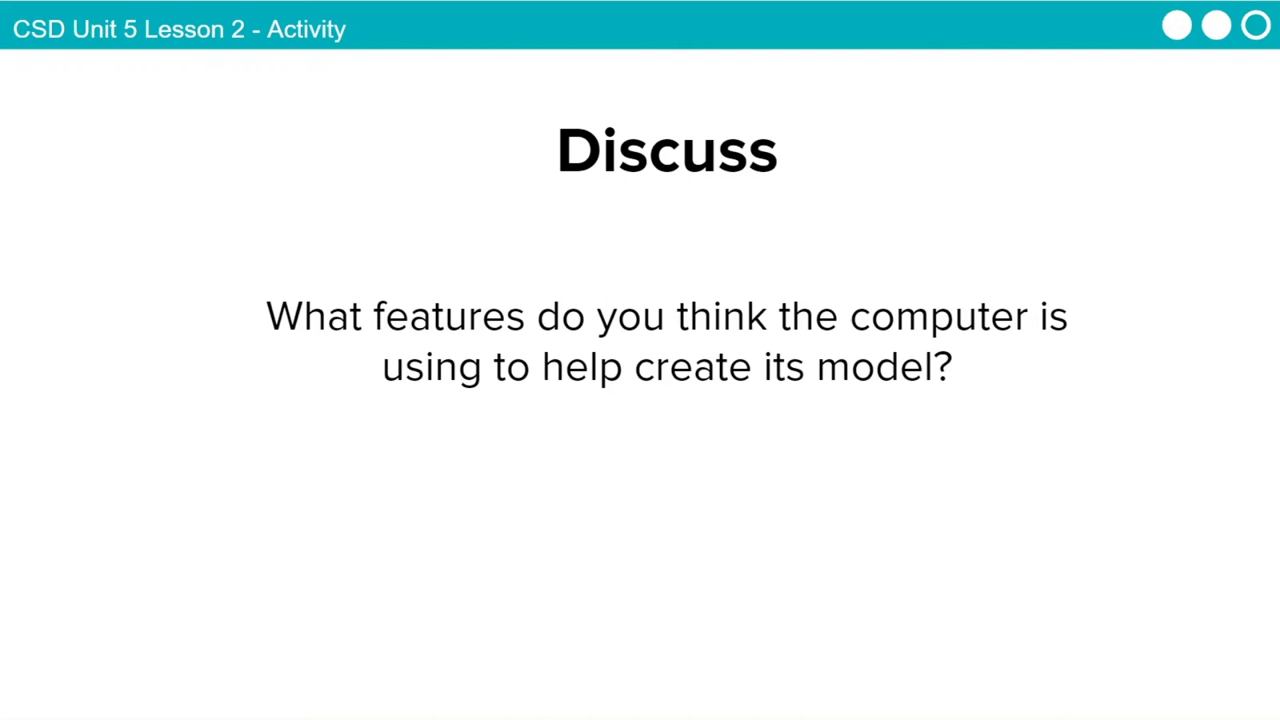 CSD Unit 5 Lesson 2 - Activity
Discuss
What features do you think the computer is
using to help create its model?